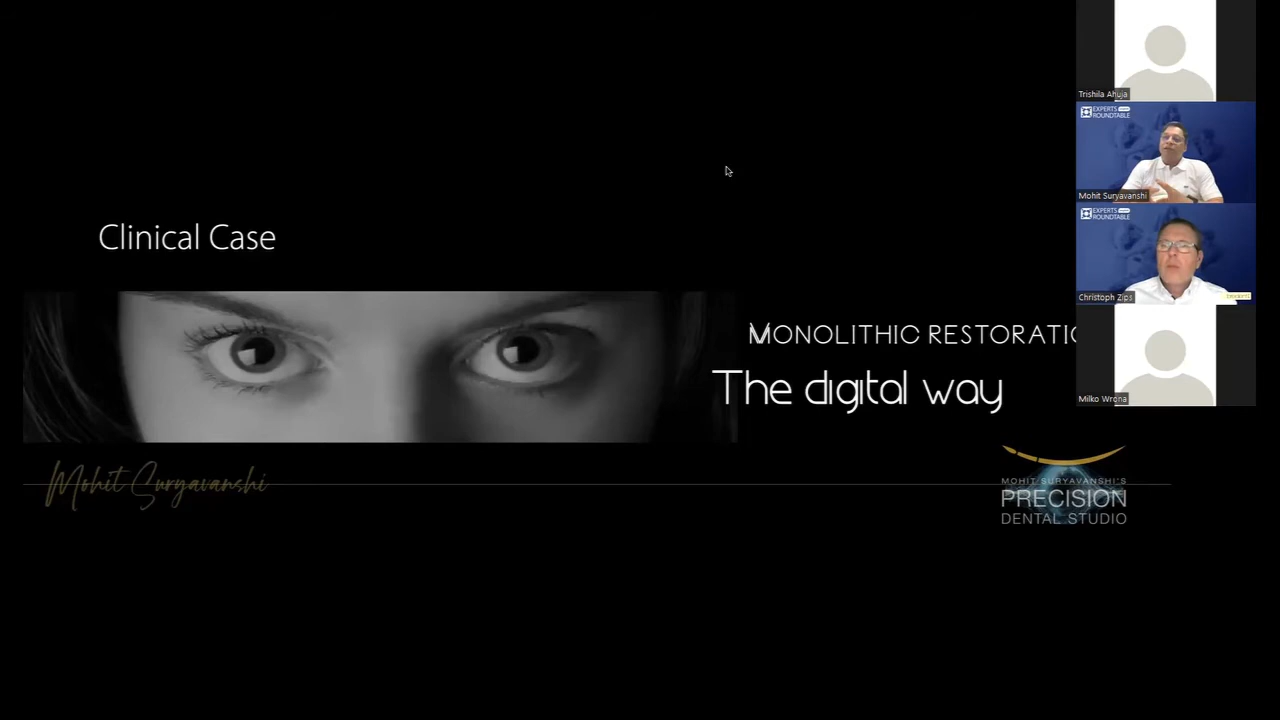 Clinical Case
MONOLITHIC RESTORATIO
The digital way
Mohit Suryavanshi
MOHIT SURYAVANSHI'S
PRECISION
DENTAL STUDIO
Trishila Ahuja
EXPERTS
ROUNDTABLE
Mohit Suryavanshi
EXPERTS
ROUNDTABLE
Christoph Zips
Milko Wrona